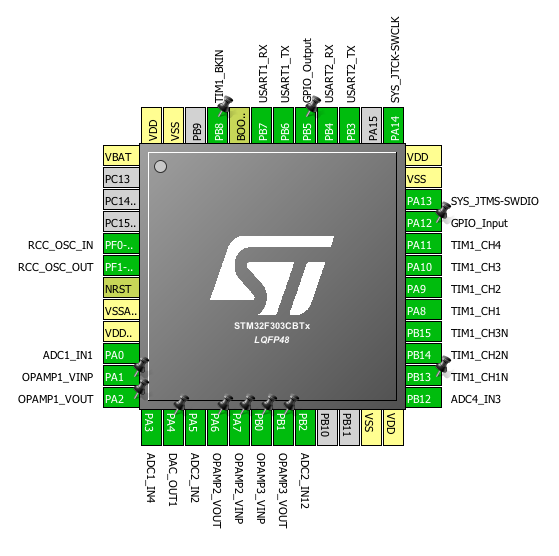 TIM1_BKIN
USART1_RX
USART1_TX
GPIO_Output
USART2_RX
USART2_TX
SYS_JTCK-SWCLK
VDD
VSS
PB9
PB8
BOO..
PB7
PB6
PB5
PB4
PB3
PA15
PA14
VBAT
PC13
PC14..
PC15..
RCC_OSC_IN PF0-..
RCC_OSC_OUT PF1-..
NRST
VSSA..
VDD..
ADC1_IN1 PA0
OPAMP1_VINP PA1
OPAMP1_VOUT PA2
STM32F303CBTx
LQFP48
VDD
VSS
PA13 SYS_JTMS-SWDIO
PA12 GPIO_Input
PA11 TIM1_CH4
PA10 TIM1_CH3
PA9 TIM1_CH2
PA8 TIM1_CH1
PB15 TIM1_CH3N
PB14 TIM1_CH2N
PB13 TIM1_CH1N
PB12 ADC4_IN3
PA3
PA4
PA5
PA6
PA7
PB0
PB1
PB2
PB10
PB11
VSS
VDD
ADC1_IN4
DAC_OUT1
ADC2_IN2
OPAMP2_VOUT
OPAMP2_VINP
OPAMP3_VINP
OPAMP3_VOUT
ADC2_IN12